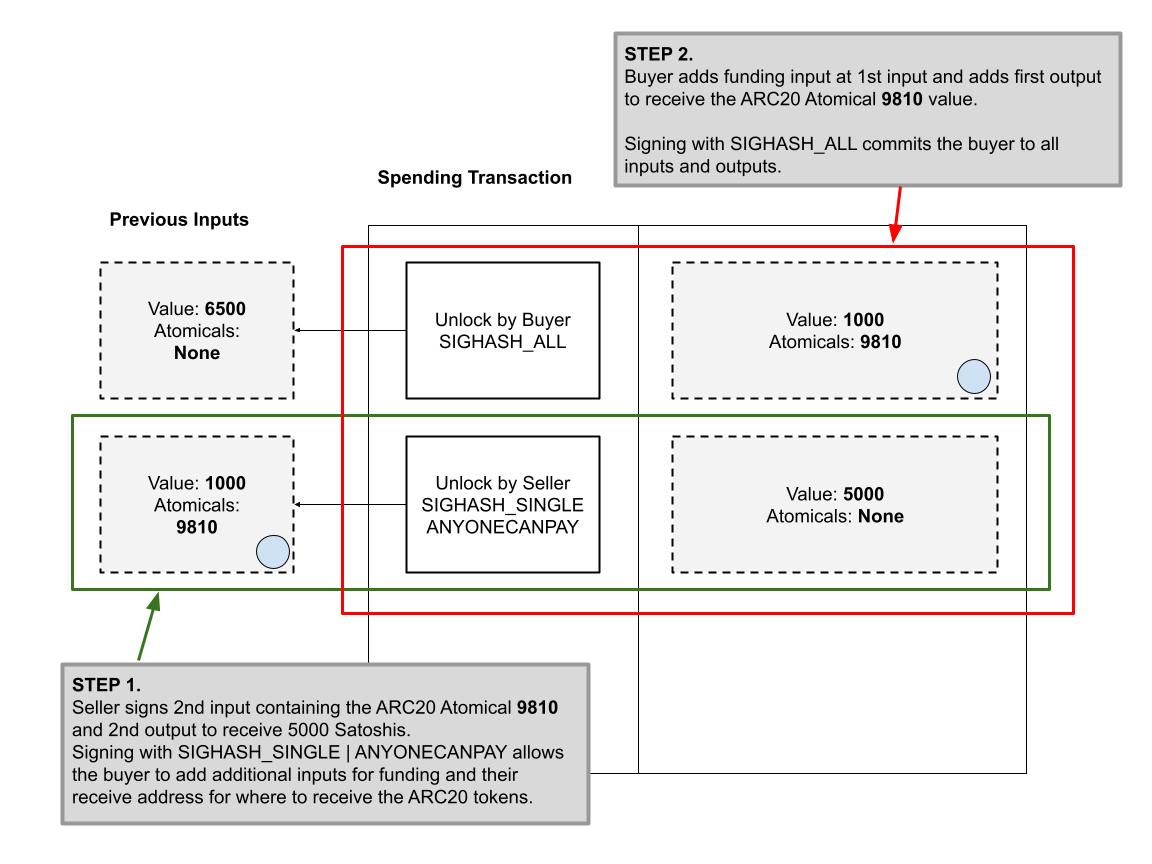 STEP 2.
Buyer adds funding input at 1st input and adds first output
to receive the ARC20 Atomical 9810 value.
Signing with SIGHASH_ALL commits the buyer to all
inputs and outputs.
Spending Transaction
Previous Inputs
Value: 6500
Atomicals:
None
Unlock by Buyer
SIGHASH_ALL
Value: 1000
Atomicals: 9810
Value: 1000
Atomicals:
9810
Unlock by Seller
SIGHASH_SINGLE
ANYONECANPAY
Value: 5000
Atomicals: None
STEP 1.
Seller signs 2nd input containing the ARC20 Atomical 9810
and 2nd output to receive 5000 Satoshis.
Signing with SIGHASH_SINGLE | ANYONECANPAY allows
the buyer to add additional inputs for funding and their
receive address for where to receive the ARC20 tokens.